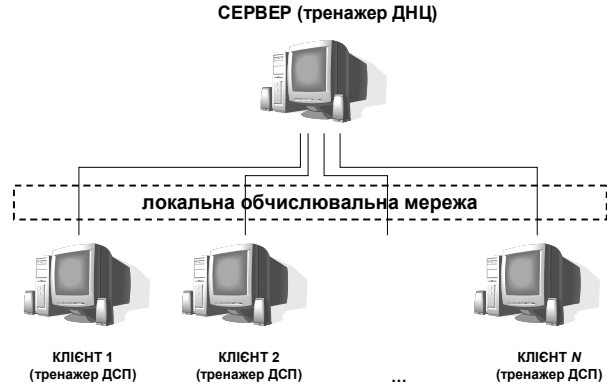 СЕРВЕР (тренажер ДНЦ)
локальна обчислювальна мережа
КЛІЄНТ 1
(тренажер ДСП)
КЛІЄНТ 2
(тренажер ДСП)
...
КЛІЄНТ N
(тренажер ДСП)